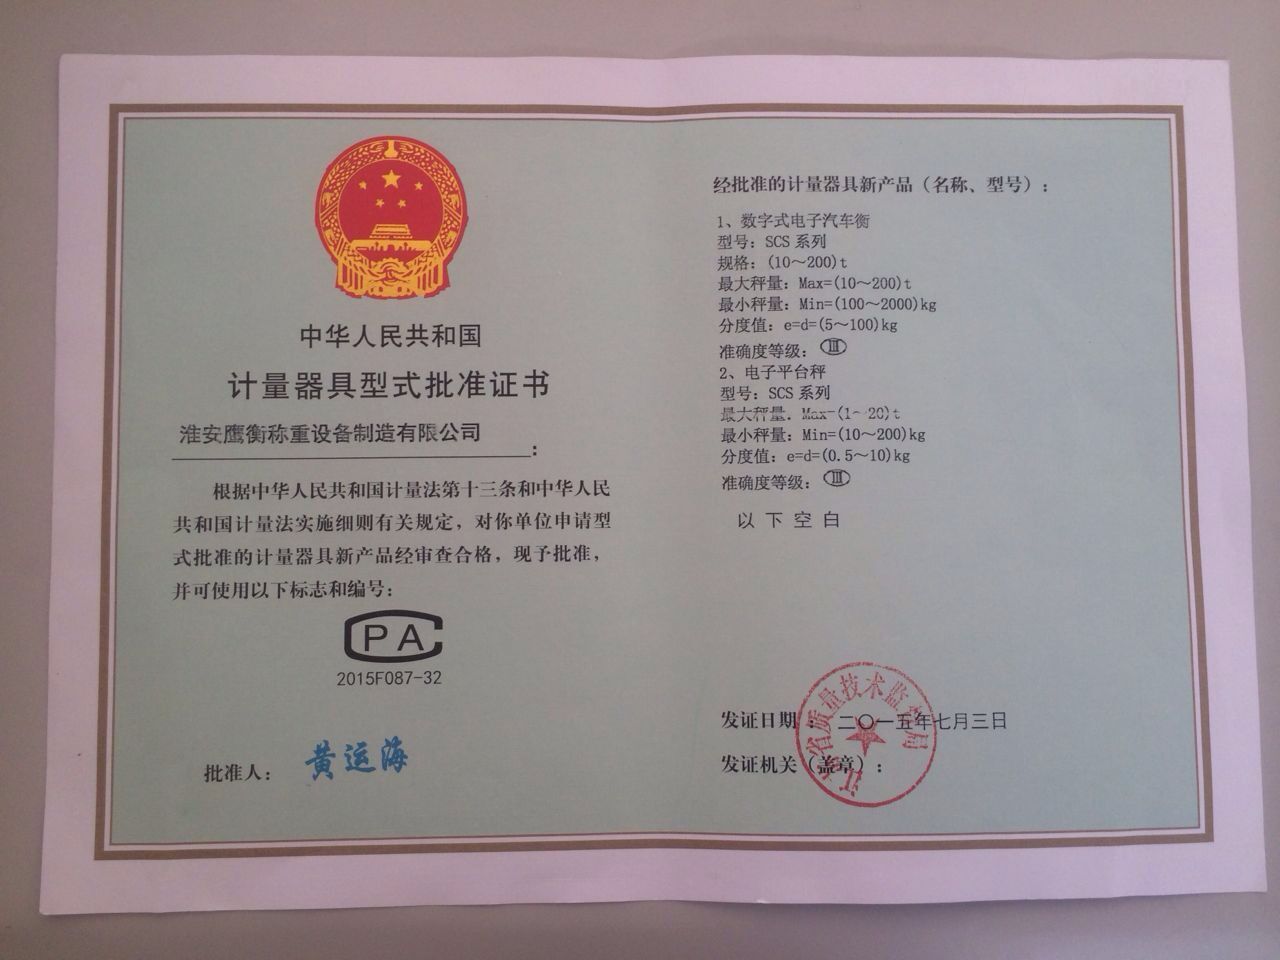 中华人民共和国
计量器具型式批准证书
淮安鹰衡称重设备制造有限公司
:
根据中华人民共和国计量法第十三条和中华人民
共和国计量法实施细则有关规定，对你单位申请型
式批准的计量器具新产品经审查合格，现予批准，
并可使用以下标志和编号：
CPA
2015F087-32
批准人：黄运海
经批准的计量器具新产品（名称、型号）：
1、数字式电子汽车衡
型号：SCS 系列
规格：(10～200)t
最大秤量：Max=(10～200)t
最小秤量：Min=(100～2000)kg
分度值：e=d=(5～100)kg
准确度等级：Ⅲ
2、电子平台秤
型号：SCS 系列
最大秤量：Max=(1～20)t
最小秤量：Min=(10～200)kg
分度值：e=d=(0.5～10)kg
准确度等级：Ⅲ
以下空白
发证日期：二〇一五年七月三日
发证机关（盖章）：
江苏省质量技术监督局